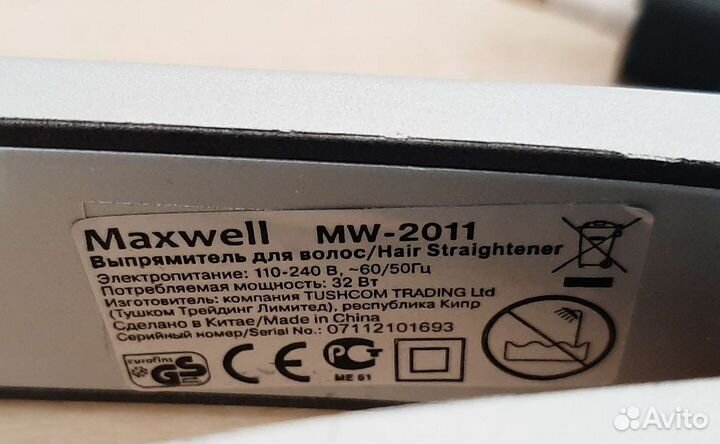 Maxwell MW-2011
Выпрямитель для волос/Hair Straightener
Электропитание: 110-240 В, ~60/50Гц
Потребляемая мощность: 32 Вт
Изготовитель: компания TUSHCOM TRADING Ltd
(Тушком Трейдинг Лимитед), республика Кипр
Сделано в Китае/Made in China
Серийный номер/Serial No.: 07112101693
eurofins
GS
CE
РСТ
ME 61
Avito